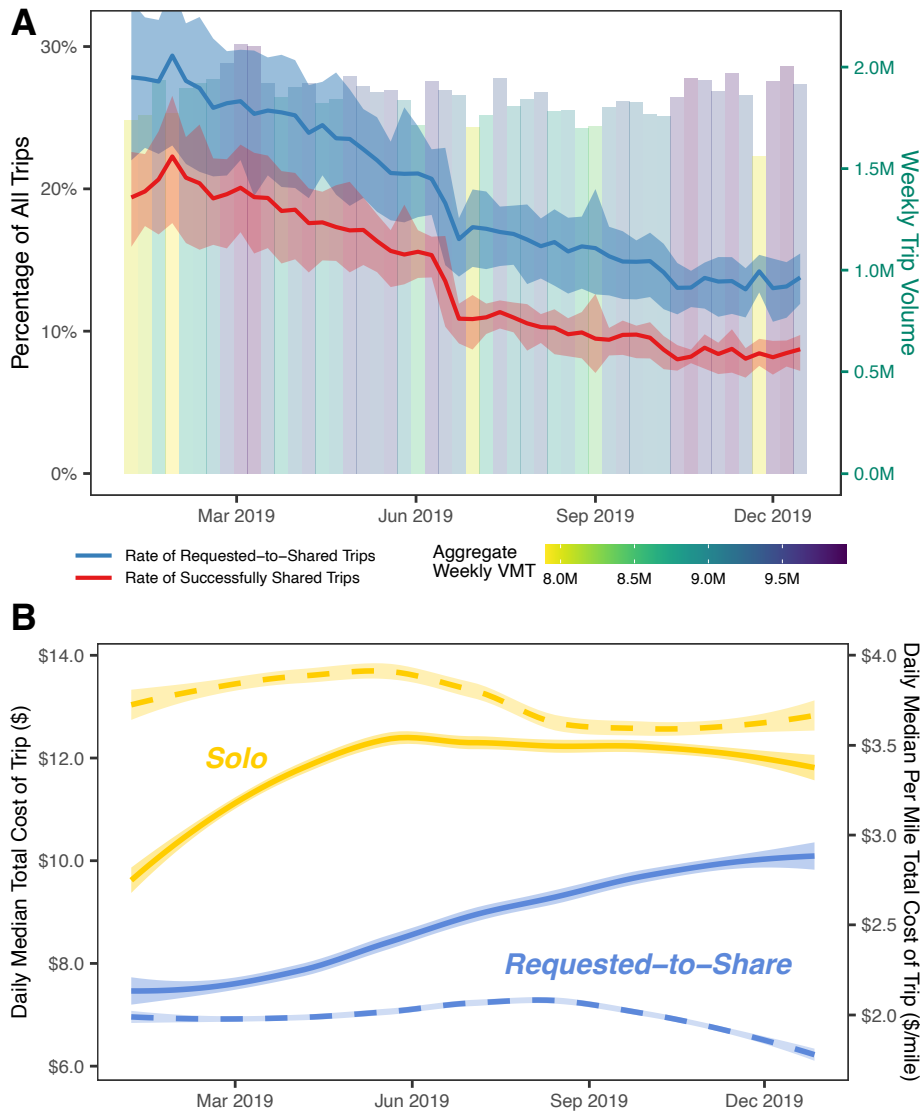 A
30%
20%
10%
0%
Percentage of All Trips
2.0M
1.5M
1.0M
0.5M
0.0M
Weekly Trip Volume
Mar 2019
Jun 2019
Sep 2019
Dec 2019
Rate of Requested−to−Shared Trips
Rate of Successfully Shared Trips
Aggregate
Weekly VMT
8.0M
8.5M
9.0M
9.5M
B
$14.0
$12.0
$10.0
$8.0
$6.0
Daily Median Total Cost of Trip ($)
Solo
Requested−to−Share
$4.0
$3.5
$3.0
$2.5
$2.0
Daily Median Per Mile Total Cost of Trip ($/mile)
Mar 2019
Jun 2019
Sep 2019
Dec 2019